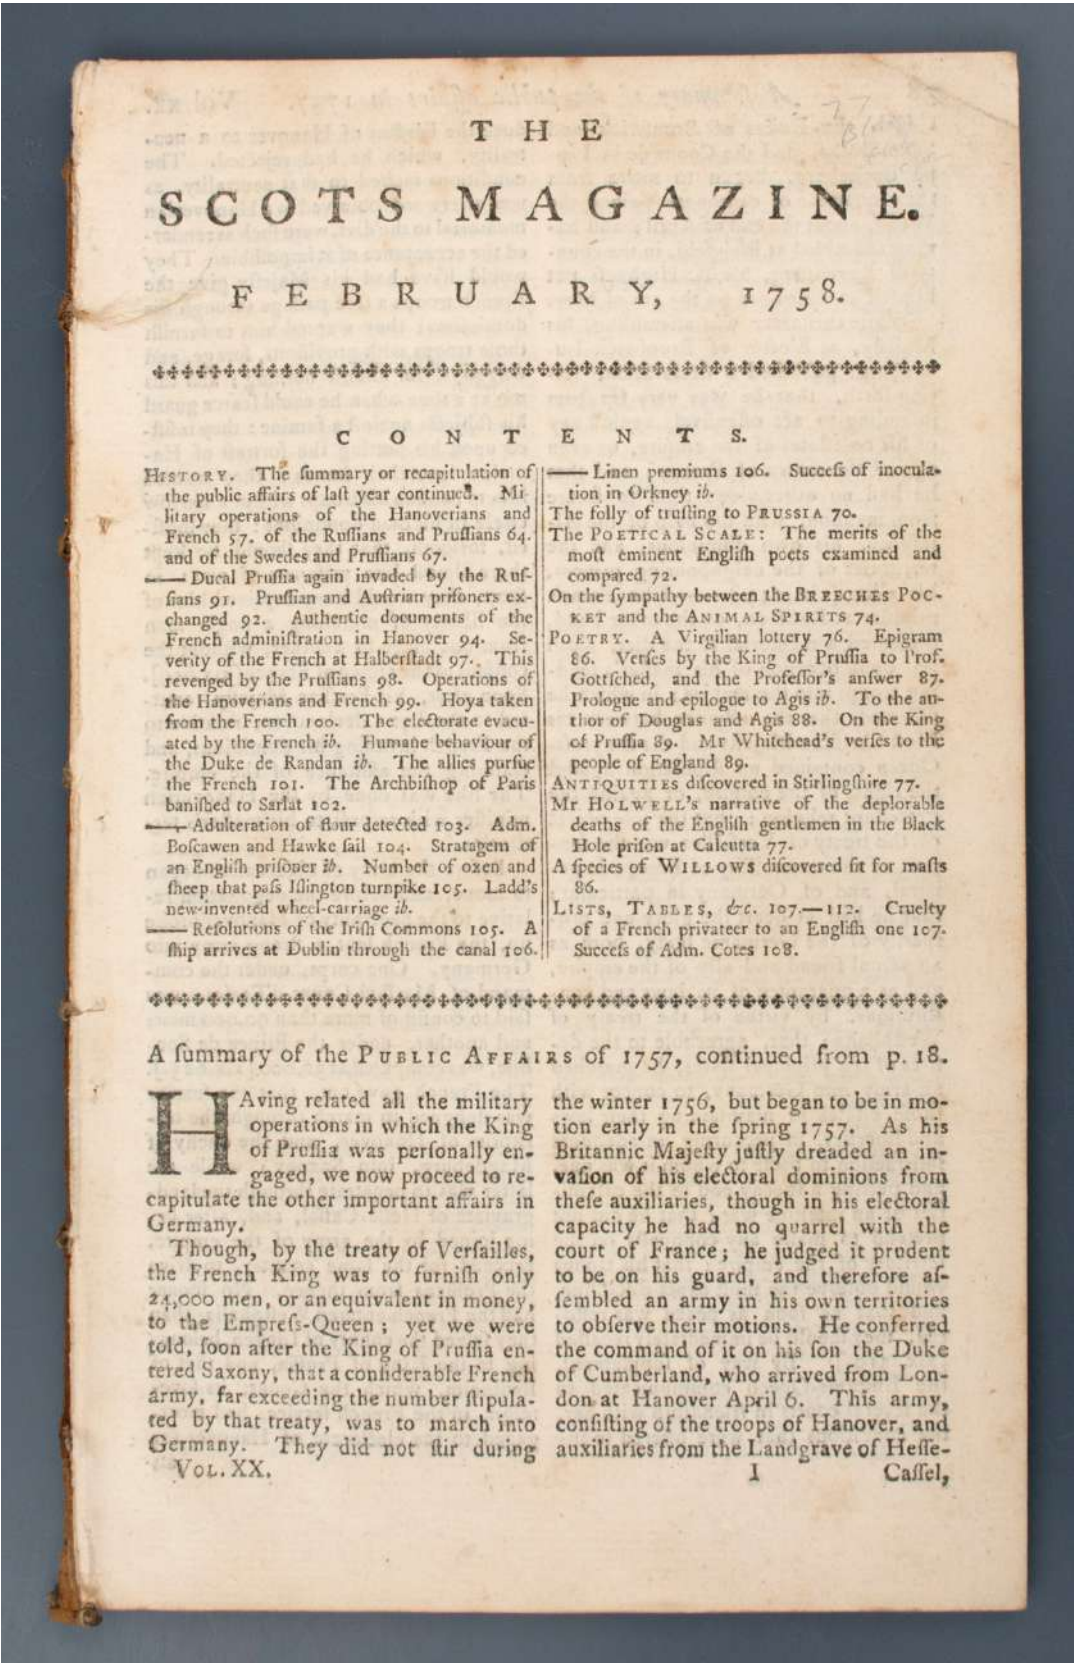 THE
SCOTS MAGAZINE.
FEBRUARY, 1758.
CONTENTS.
HISTORY. The ſummary or recapitulation of
the public affairs of laſt year continued. Mi-
litary operations of the Hanoverians and
French 57. of the Ruſſians and Pruſſians 64.
and of the Swedes and Pruſſians 67.
—— Ducal Pruſſia again invaded by the Ruſ-
ſians 91. Pruſſian and Auſtrian priſoners ex-
changed 92. Authentic documents of the
French adminiſtration in Hanover 94. Se-
verity of the French at Halberſtadt 97. This
revenged by the Pruſſians 98. Operations of
the Hanoverians and French 99. Hoya taken
from the French 100. The electorate evacu-
ated by the French ib. Humane behaviour of
the Duke de Randan ib. The allies purſue
the French 101. The Archbiſhop of Paris
baniſhed to Sarlat 102.
—— Adulteration of flour detected 103. Adm.
Boſcawen and Hawke ſail 104. Stratagem of
an Engliſh priſoner ib. Number of oxen and
ſheep that paſs Iſlington turnpike 105. Ladd's
new-invented wheel-carriage ib.
—— Reſolutions of the Iriſh Commons 105. A
ſhip arrives at Dublin through the canal 106.
—— Linen premiums 106. Succeſs of inocula-
tion in Orkney ib.
The folly of truſting to PRUSSIA 70.
The POETICAL SCALE: The merits of the
moſt eminent Engliſh poets examined and
compared 72.
On the ſympathy between the BREECHES POC-
KET and the ANIMAL SPIRITS 74.
POETRY. A Virgilian lottery 76. Epigram
86. Verſes by the King of Pruſſia to Prof.
Gottſched, and the Profeſſor's anſwer 87.
Prologue and epilogue to Agis ib. To the au-
thor of Douglas and Agis 88. On the King
of Pruſſia 89. Mr Whitehead's verſes to the
people of England 89.
ANTIQUITIES diſcovered in Stirlingſhire 77.
Mr HOLWELL's narrative of the deplorable
deaths of the Engliſh gentlemen in the Black
Hole priſon at Calcutta 77.
A ſpecies of WILLOWS diſcovered fit for maſts
86.
LISTS, TABLES, &c. 107.—112. Cruelty
of a French privateer to an Engliſh one 107.
Succeſs of Adm. Cotes 108.
A ſummary of the PUBLIC AFFAIRS of 1757, continued from p. 18.
HAving related all the military
operations in which the King
of Pruſſia was perſonally en-
gaged, we now proceed to re-
capitulate the other important affairs in
Germany.
Though, by the treaty of Verſailles,
the French King was to furniſh only
24,000 men, or an equivalent in money,
to the Empreſs-Queen; yet we were
told, ſoon after the King of Pruſſia en-
tered Saxony, that a conſiderable French
army, far exceeding the number ſtipula-
ted by that treaty, was to march into
Germany. They did not ſtir during
VOL. XX.
the winter 1756, but began to be in mo-
tion early in the ſpring 1757. As his
Britannic Majeſty juſtly dreaded an in-
vaſion of his electoral dominions from
theſe auxiliaries, though in his electoral
capacity he had no quarrel with the
court of France; he judged it prudent
to be on his guard, and therefore aſ-
ſembled an army in his own territories
to obſerve their motions. He conferred
the command of it on his ſon the Duke
of Cumberland, who arrived from Lon-
don at Hanover April 6. This army,
conſiſting of the troops of Hanover, and
auxiliaries from the Landgrave of Heſſe-
I Caſſel,